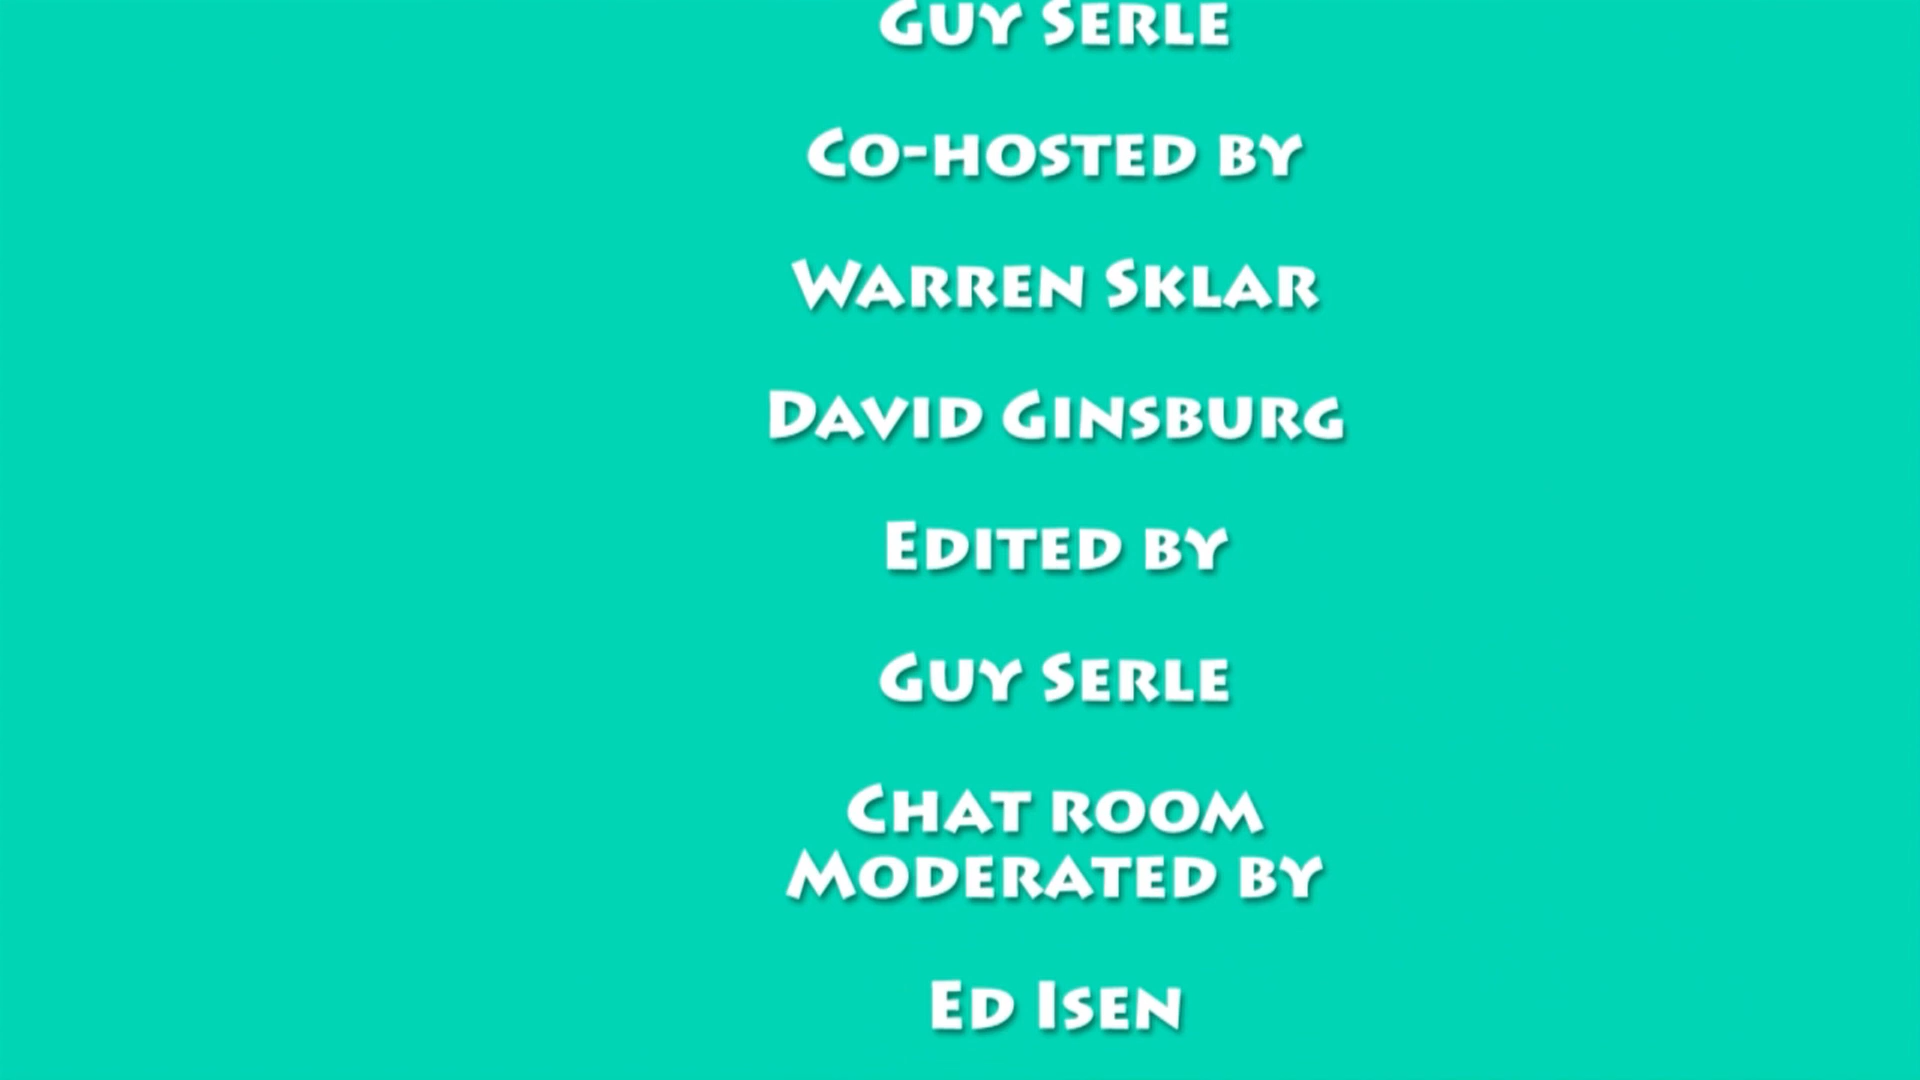 Guy Serle
Co-hosted by
Warren Sklar
David Ginsburg
Edited by
Guy Serle
Chat room
Moderated by
Ed Isen